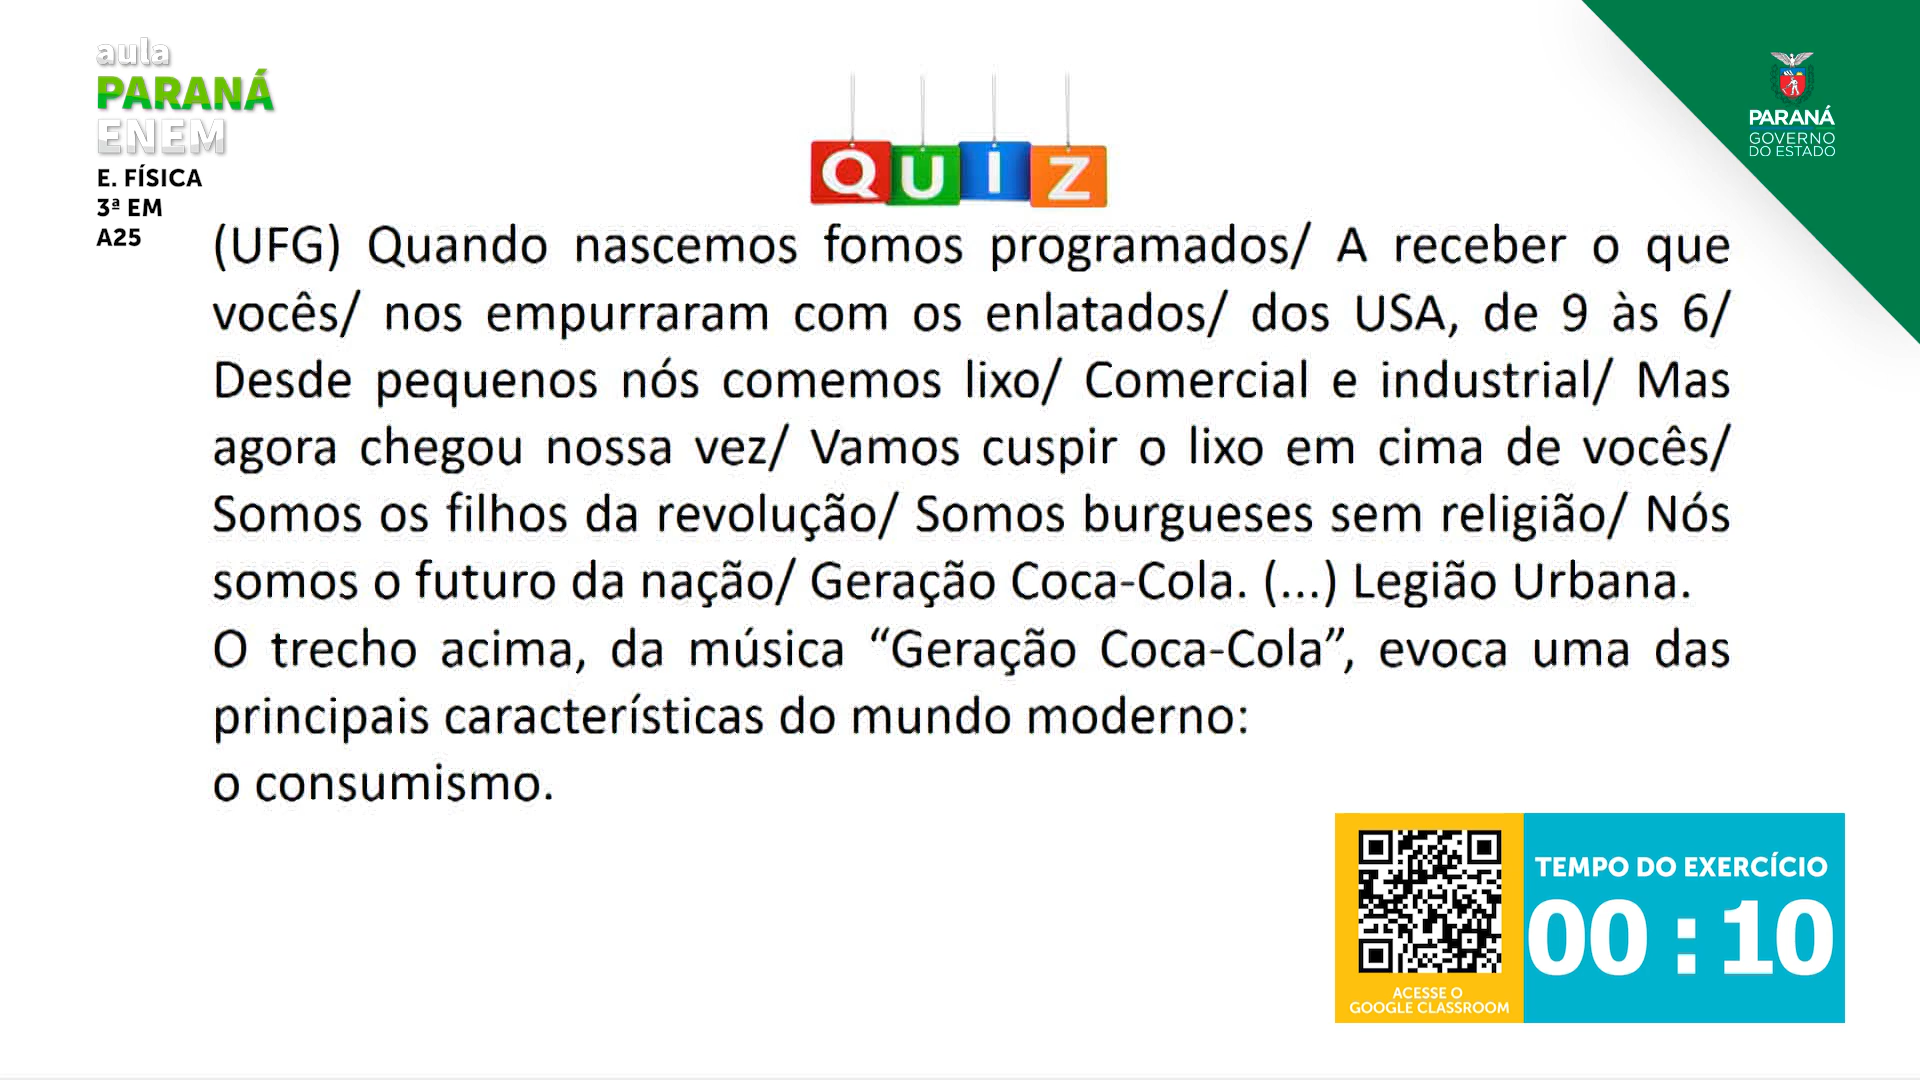 aula
PARANÁ
ENEM
E. FÍSICA
3ª EM
A25
QUIZ
PARANÁ
GOVERNO
DO ESTADO
(UFG) Quando nascemos fomos programados/ A receber o que
vocês/ nos empurraram com os enlatados/ dos USA, de 9 às 6/
Desde pequenos nós comemos lixo/ Comercial e industrial/ Mas
agora chegou nossa vez/ Vamos cuspir o lixo em cima de vocês/
Somos os filhos da revolução/ Somos burgueses sem religião/ Nós
somos o futuro da nação/ Geração Coca-Cola. (...) Legião Urbana.
O trecho acima, da música “Geração Coca-Cola”, evoca uma das
principais características do mundo moderno:
o consumismo.
ACESSE O
GOOGLE CLASSROOM
TEMPO DO EXERCÍCIO
00 : 10